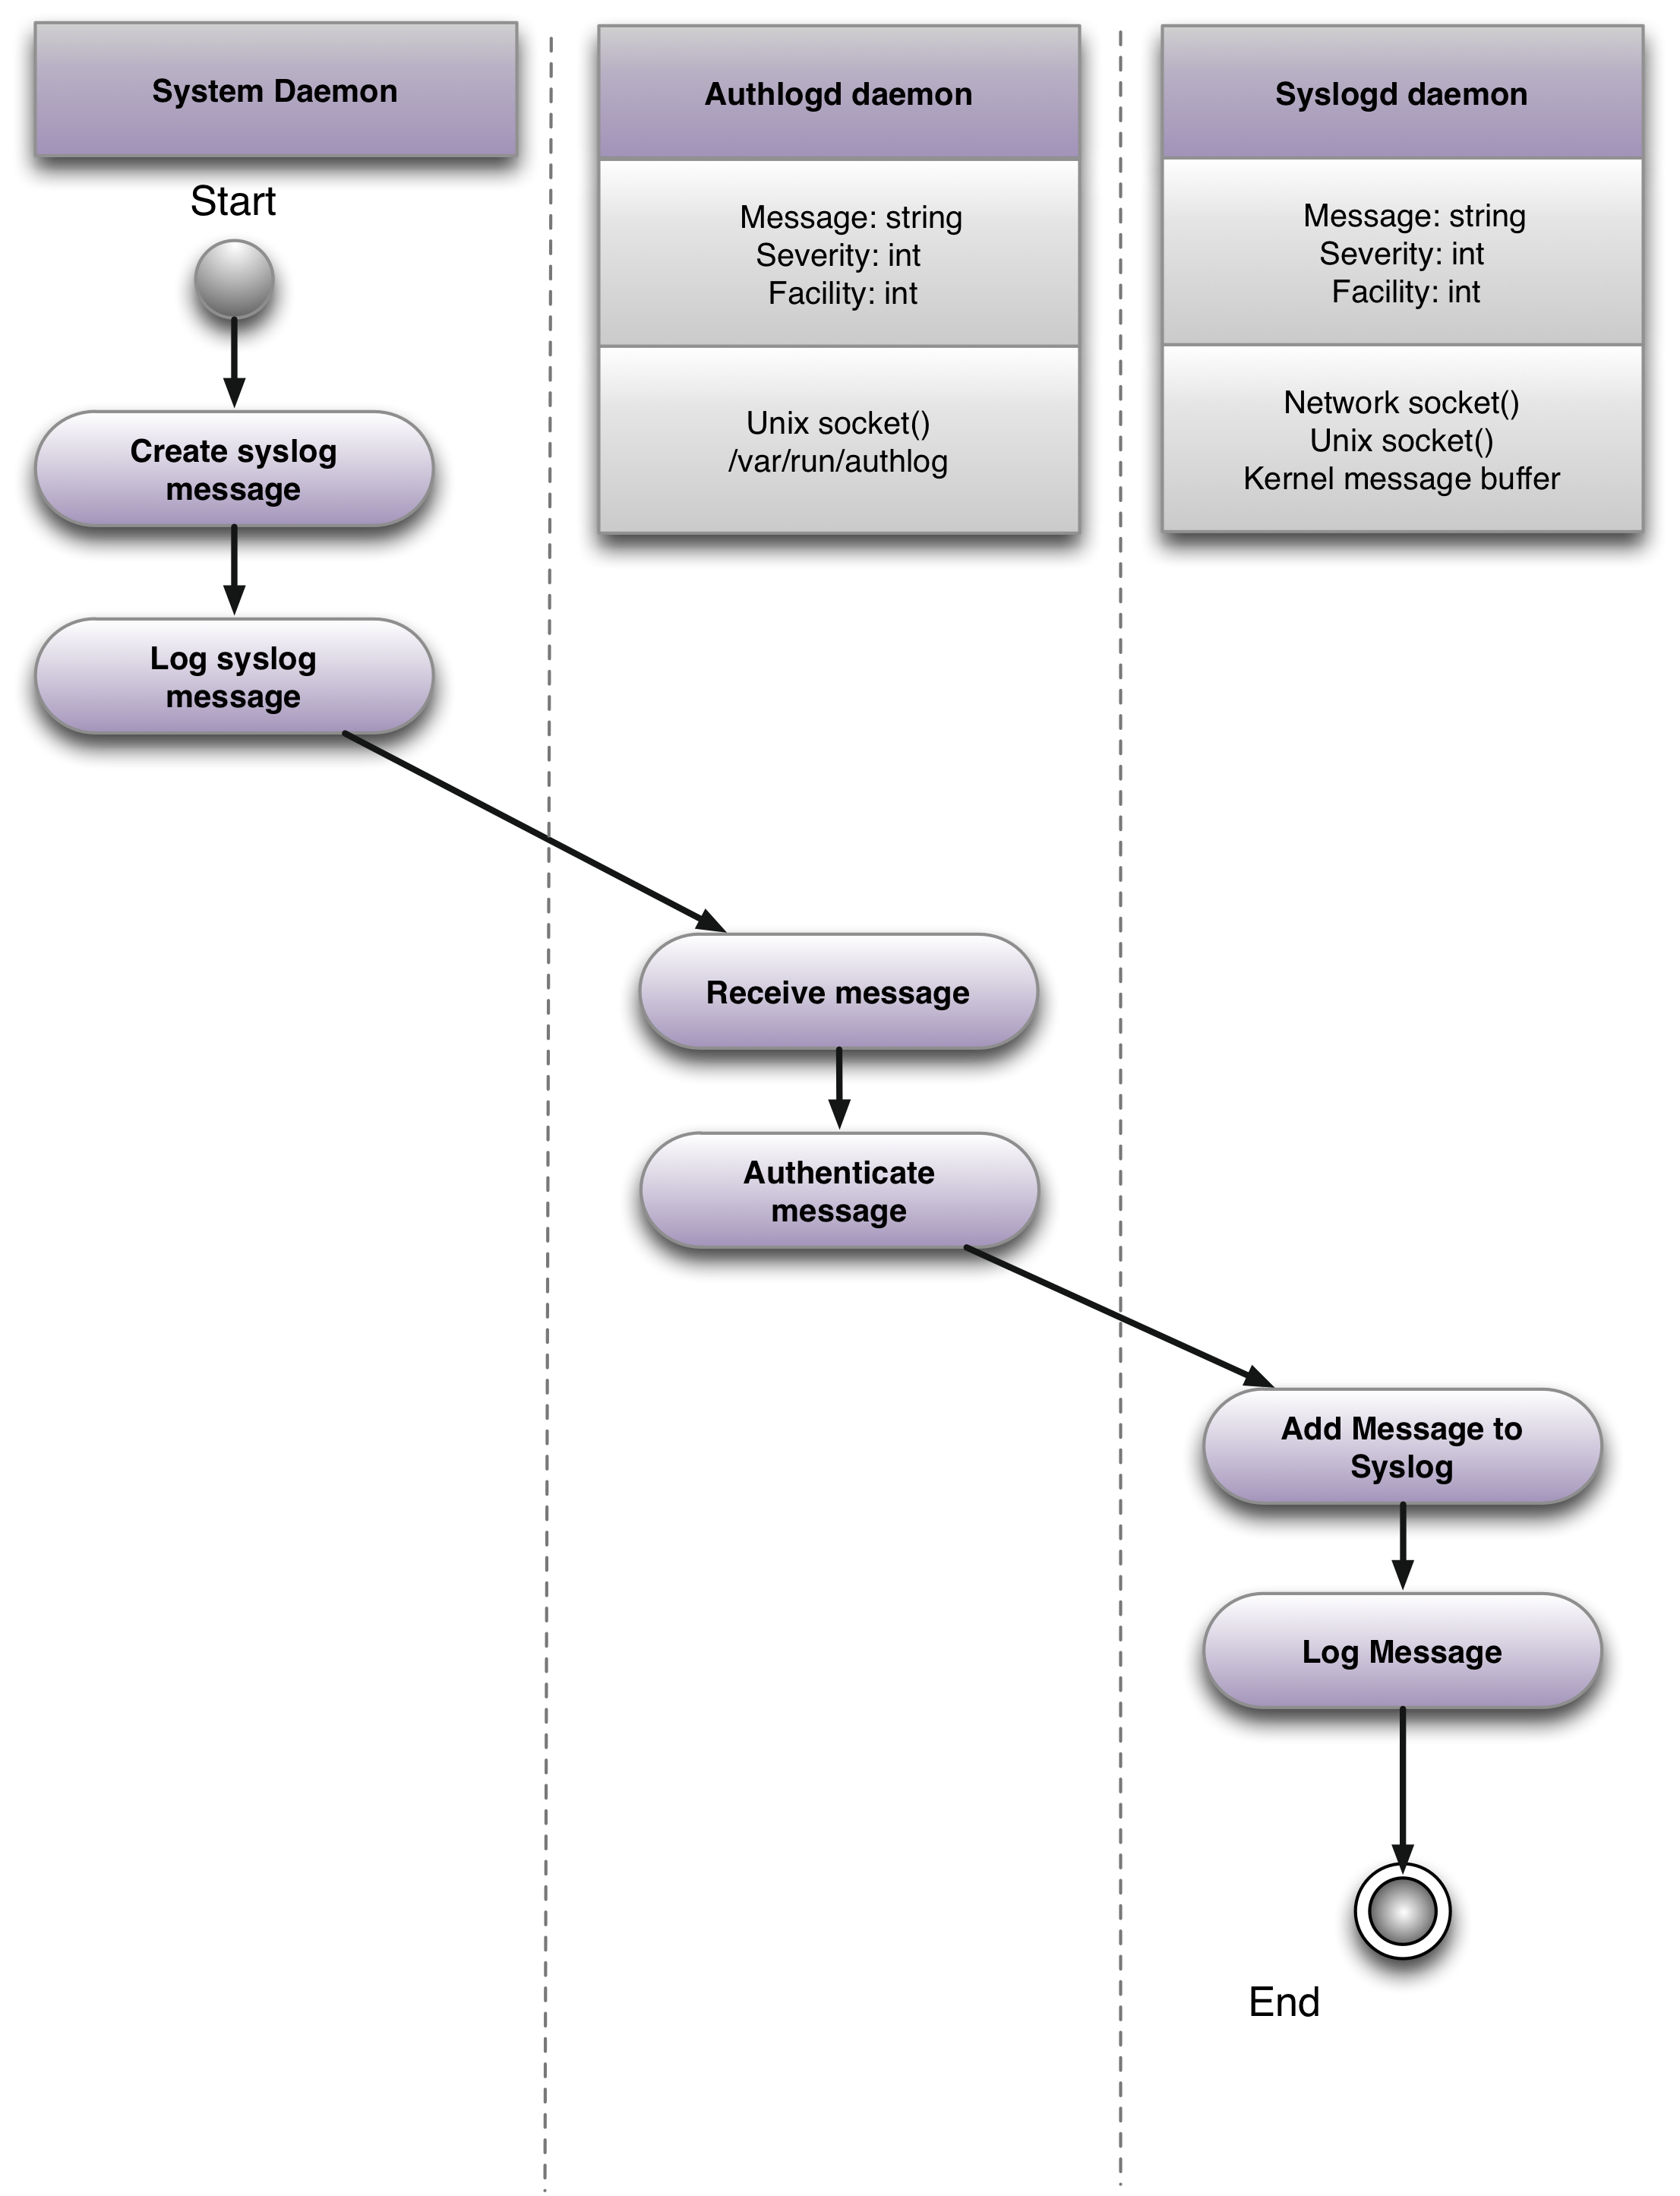 System Daemon
Authlogd daemon
Syslogd daemon
Start
Message: string
Severity: int
Facility: int
Message: string
Severity: int
Facility: int
Unix socket()
/var/run/authlog
Network socket()
Unix socket()
Kernel message buffer
Create syslog
message
Log syslog
message
Receive message
Authenticate
message
Add Message to
Syslog
Log Message
End